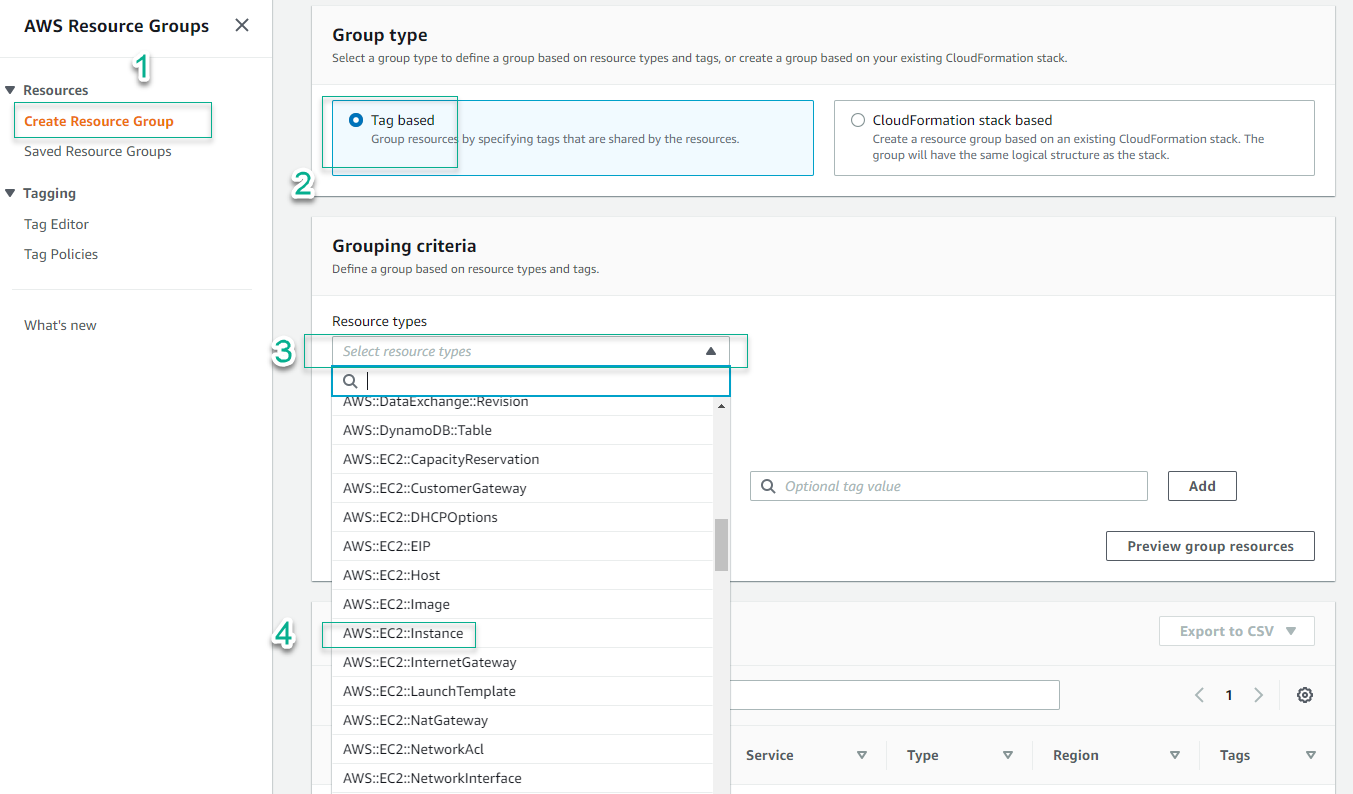 AWS Resource Groups
1
Resources
Create Resource Group
Saved Resource Groups
Tagging
Tag Editor
Tag Policies
What's new
Group type
Select a group type to define a group based on resource types and tags, or create a group based on your existing CloudFormation stack.
2
Tag based
Group resources by specifying tags that are shared by the resources.
CloudFormation stack based
Create a resource group based on an existing CloudFormation stack. The
group will have the same logical structure as the stack.
Grouping criteria
Define a group based on resource types and tags.
Resource types
3
Select resource types
AWS::DataExchange::Revision
AWS::DynamoDB::Table
AWS::EC2::CapacityReservation
AWS::EC2::CustomerGateway
AWS::EC2::DHCPOptions
AWS::EC2::EIP
AWS::EC2::Host
AWS::EC2::Image
4
AWS::EC2::Instance
AWS::EC2::InternetGateway
AWS::EC2::LaunchTemplate
AWS::EC2::NatGateway
AWS::EC2::NetworkAcl
AWS::EC2::NetworkInterface
Optional tag value
Add
Preview group resources
Export to CSV
1
Service Type Region Tags